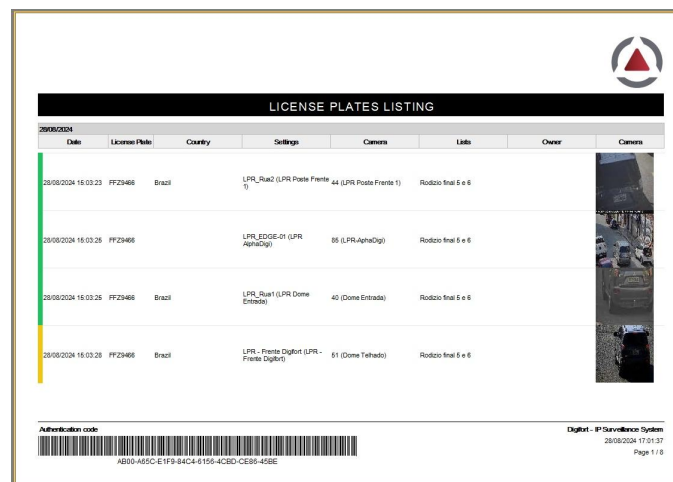 LICENSE PLATES LISTING
28/08/2024
Date License Plate Country Settings Camera Lists Owner Camera
28/08/2024 15:03:23 FFZ9466 Brazil LPR_Rua2 (LPR Poste Frente 1) 44 (LPR Poste Frente 1) Rodizio final 5 e 6
28/08/2024 15:03:25 FFZ9466 LPR_EDGE-01 (LPR AlphaDigi) 85 (LPR-AphaDigi) Rodizio final 5 e 6
28/08/2024 15:03:25 FFZ9466 Brazil LPR_Rua1 (LPR Dome Entrada) 40 (Dome Entrada) Rodizio final 5 e 6
28/08/2024 15:03:28 FFZ9466 Brazil LPR - Frente Digifort (LPR - Frente Digifort) 51 (Dome Telhado) Rodizio final 5 e 6
Authentication code
AB00-A65C-E1F9-84C4-6156-4CBD-CE86-45BE
Digifort - IP Surveillance System
28/08/2024 17:01:37
Page 1 / 8